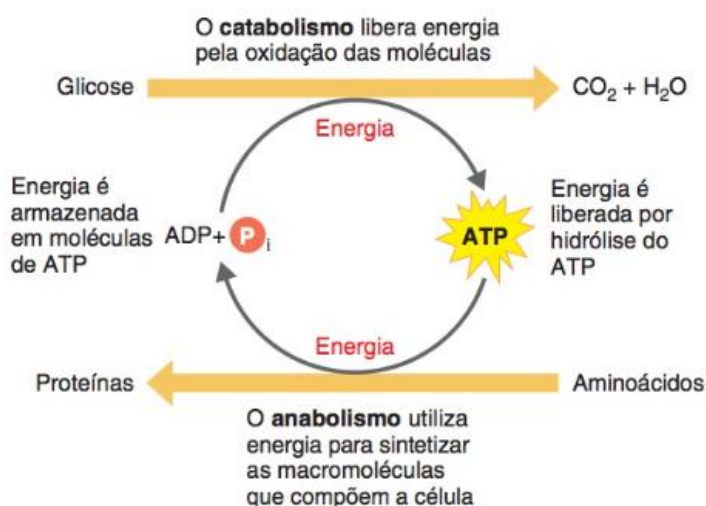 O catabolismo libera energia
pela oxidação das moléculas
Glicose
CO₂ + H₂O
Energia
Energia é
armazenada
em moléculas
de ATP
ADP+ P i
ATP
Energia é
liberada por
hidrólise do
ATP
Energia
Proteínas
Aminoácidos
O anabolismo utiliza
energia para sintetizar
as macromoléculas
que compõem a célula